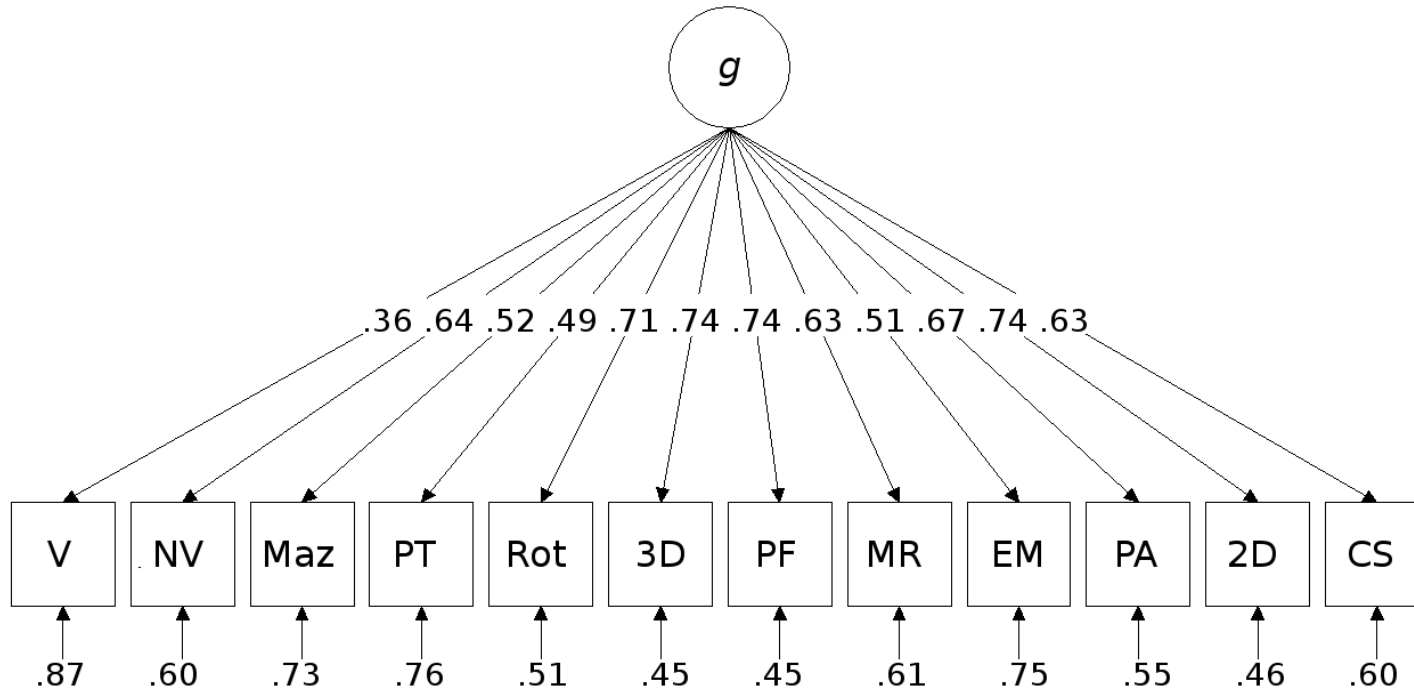 g
.36 .64 .52 .49 .71 .74 .74 .63 .51 .67 .74 .63
V NV Maz PT Rot 3D PF MR EM PA 2D CS
.87 .60 .73 .76 .51 .45 .45 .61 .75 .55 .46 .60